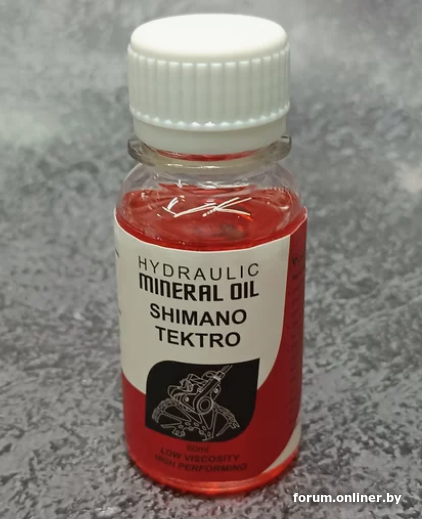 HYDRAULIC
MINERAL OIL
SHIMANO
TEKTRO
LOW VISCOSITY
HIGH PERFORMING
forum.onliner.by